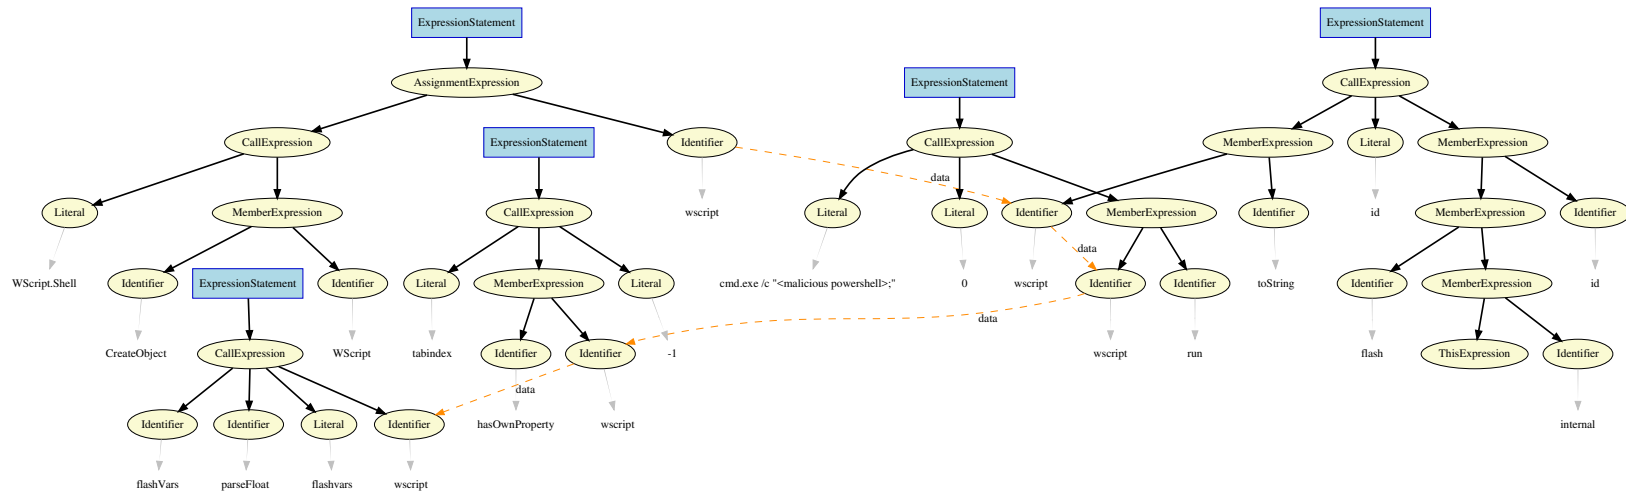 ExpressionStatement
ExpressionStatement
AssignmentExpression
ExpressionStatement
CallExpression
CallExpression
ExpressionStatement
Identifier
CallExpression
MemberExpression
Literal
MemberExpression
data
Literal
MemberExpression
CallExpression
wscript
Literal
Literal
Identifier
MemberExpression
Identifier
id
MemberExpression
Identifier
data
WScript.Shell
Identifier
ExpressionStatement
Identifier
Literal
MemberExpression
Literal
cmd.exe /c "<malicious powershell>;"
0
wscript
Identifier
Identifier
toString
Identifier
MemberExpression
id
data
CreateObject
CallExpression
WScript
tabindex
Identifier
Identifier
-1
wscript
run
flash
ThisExpression
Identifier
data
Identifier
Identifier
Literal
Identifier
hasOwnProperty
wscript
internal
flashVars
parseFloat
flashvars
wscript